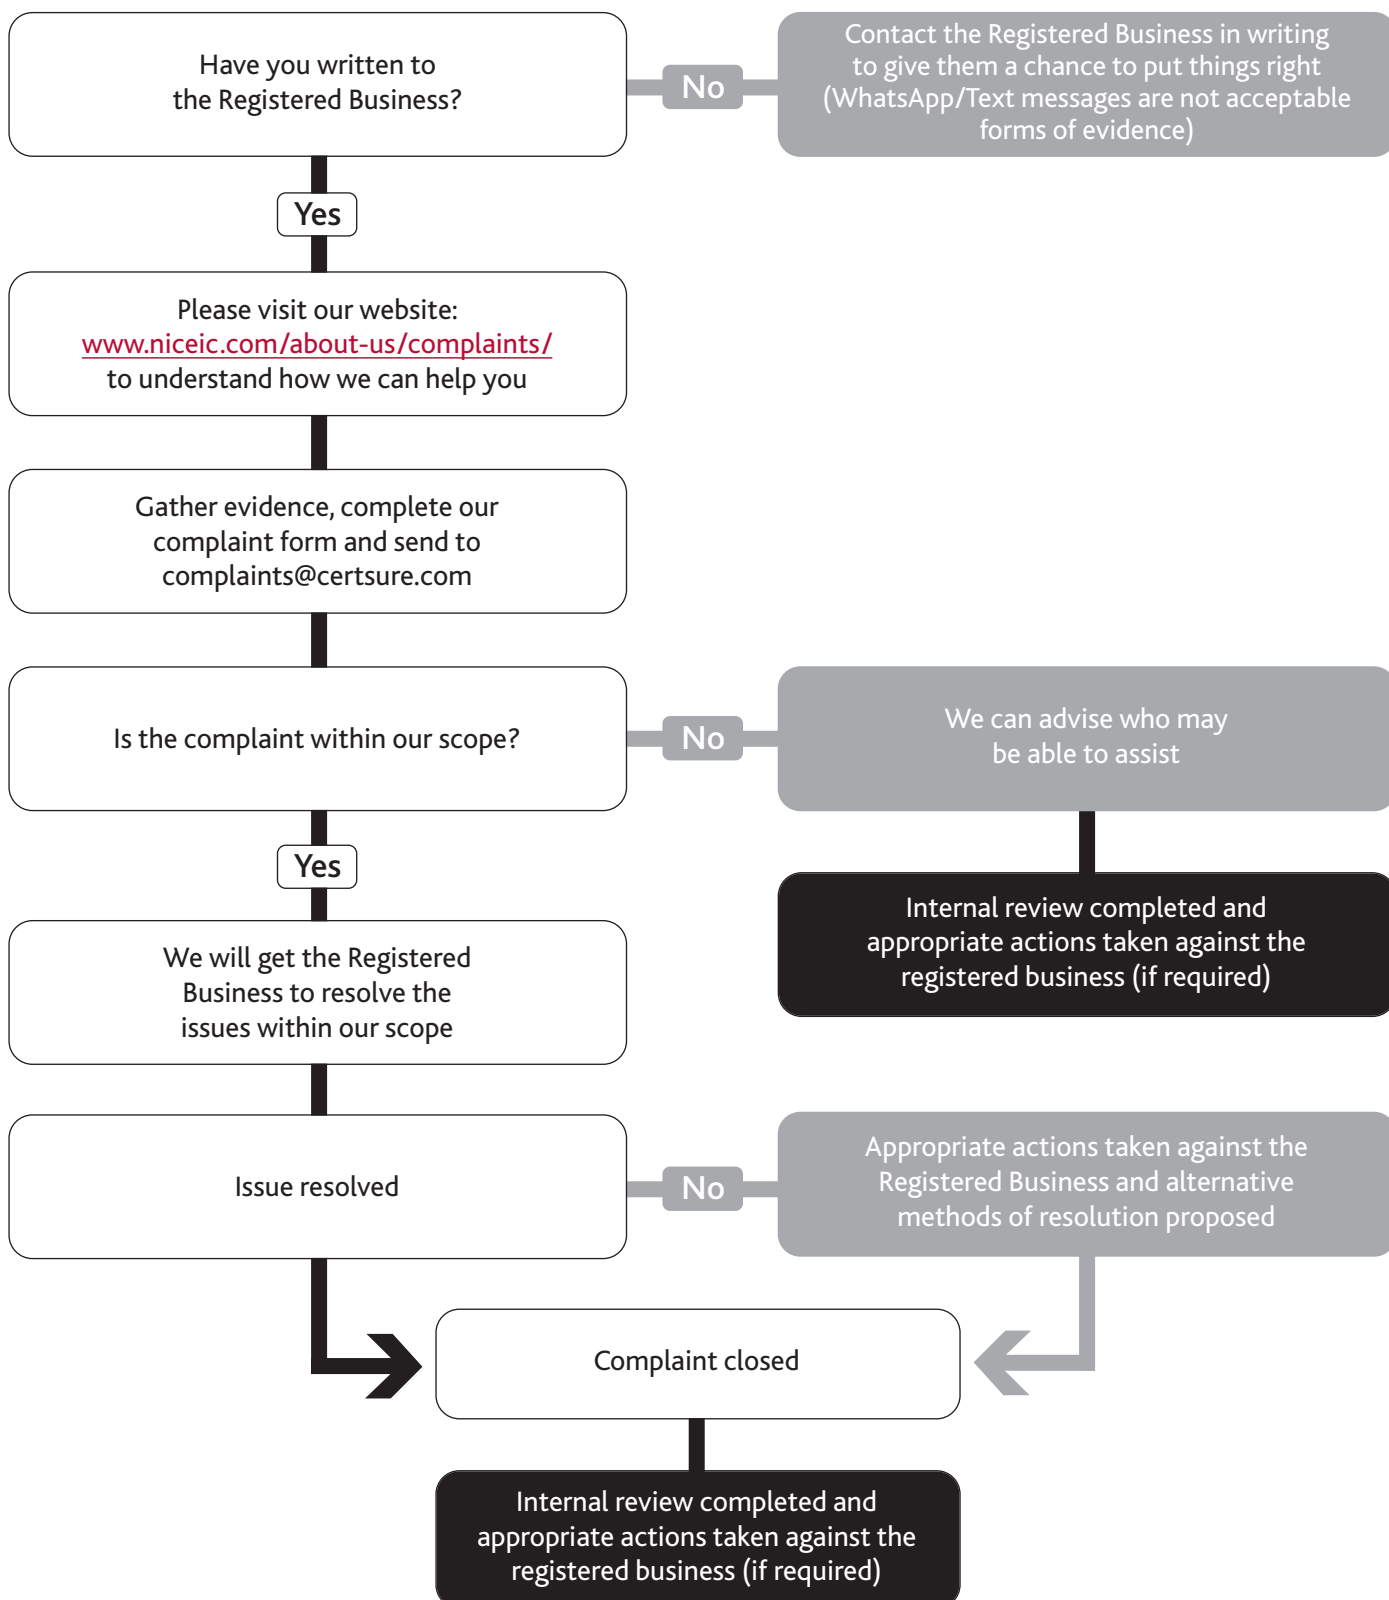 Have you written to
the Registered Business?
No
Contact the Registered Business in writing
to give them a chance to put things right
(WhatsApp/Text messages are not acceptable
forms of evidence)
Yes
Please visit our website:
www.niceic.com/about-us/complaints/
to understand how we can help you
Gather evidence, complete our
complaint form and send to
complaints@certsure.com
Is the complaint within our scope?
No
We can advise who may
be able to assist
Yes
Internal review completed and
appropriate actions taken against the
registered business (if required)
We will get the Registered
Business to resolve the
issues within our scope
Issue resolved
No
Appropriate actions taken against the
Registered Business and alternative
methods of resolution proposed
Complaint closed
Internal review completed and
appropriate actions taken against the
registered business (if required)